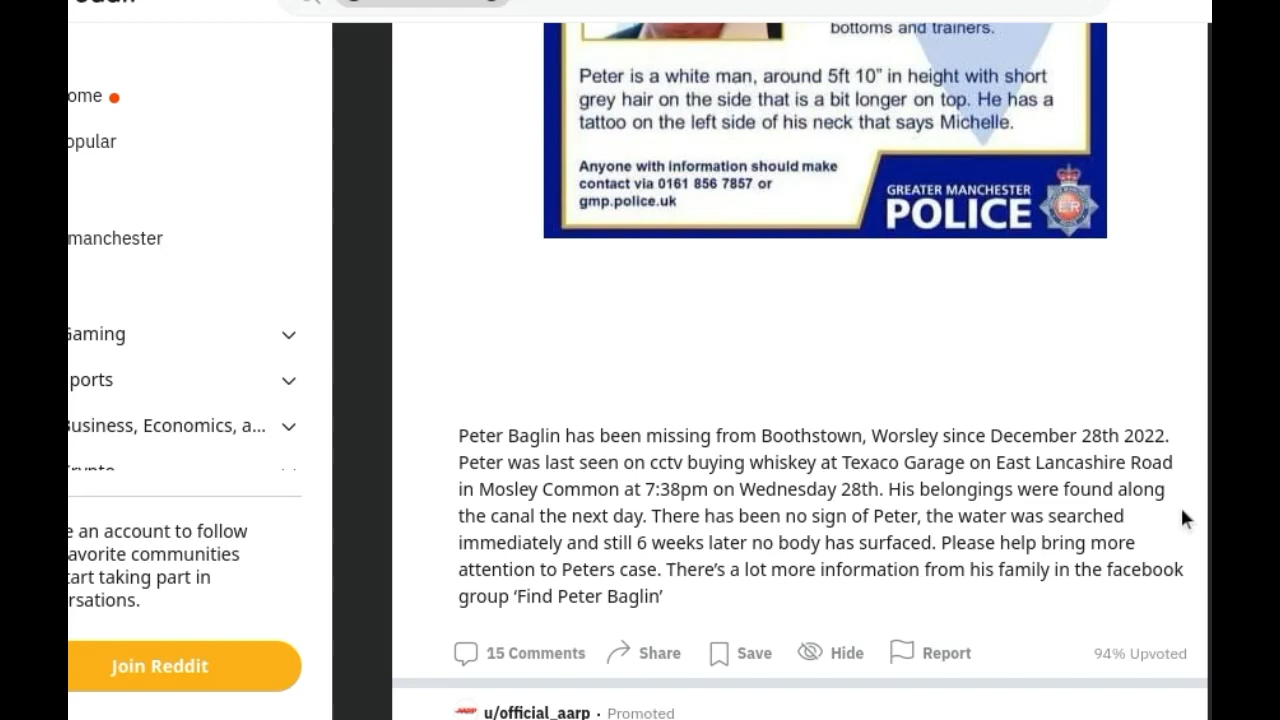 ome
opular
manchester
Gaming
ports
Business, Economics, a...
e an account to follow
avorite communities
tart taking part in
rsations.
Join Reddit
bottoms and trainers.
Peter is a white man, around 5ft 10” in height with short
grey hair on the side that is a bit longer on top. He has a
tattoo on the left side of his neck that says Michelle.
Anyone with information should make
contact via 0161 856 7857 or
gmp.police.uk
GREATER MANCHESTER
POLICE
Peter Baglin has been missing from Boothstown, Worsley since December 28th 2022.
Peter was last seen on cctv buying whiskey at Texaco Garage on East Lancashire Road
in Mosley Common at 7:38pm on Wednesday 28th. His belongings were found along
the canal the next day. There has been no sign of Peter, the water was searched
immediately and still 6 weeks later no body has surfaced. Please help bring more
attention to Peters case. There’s a lot more information from his family in the facebook
group ‘Find Peter Baglin’
15 Comments Share Save Hide Report 94% Upvoted
u/official_aarp · Promoted